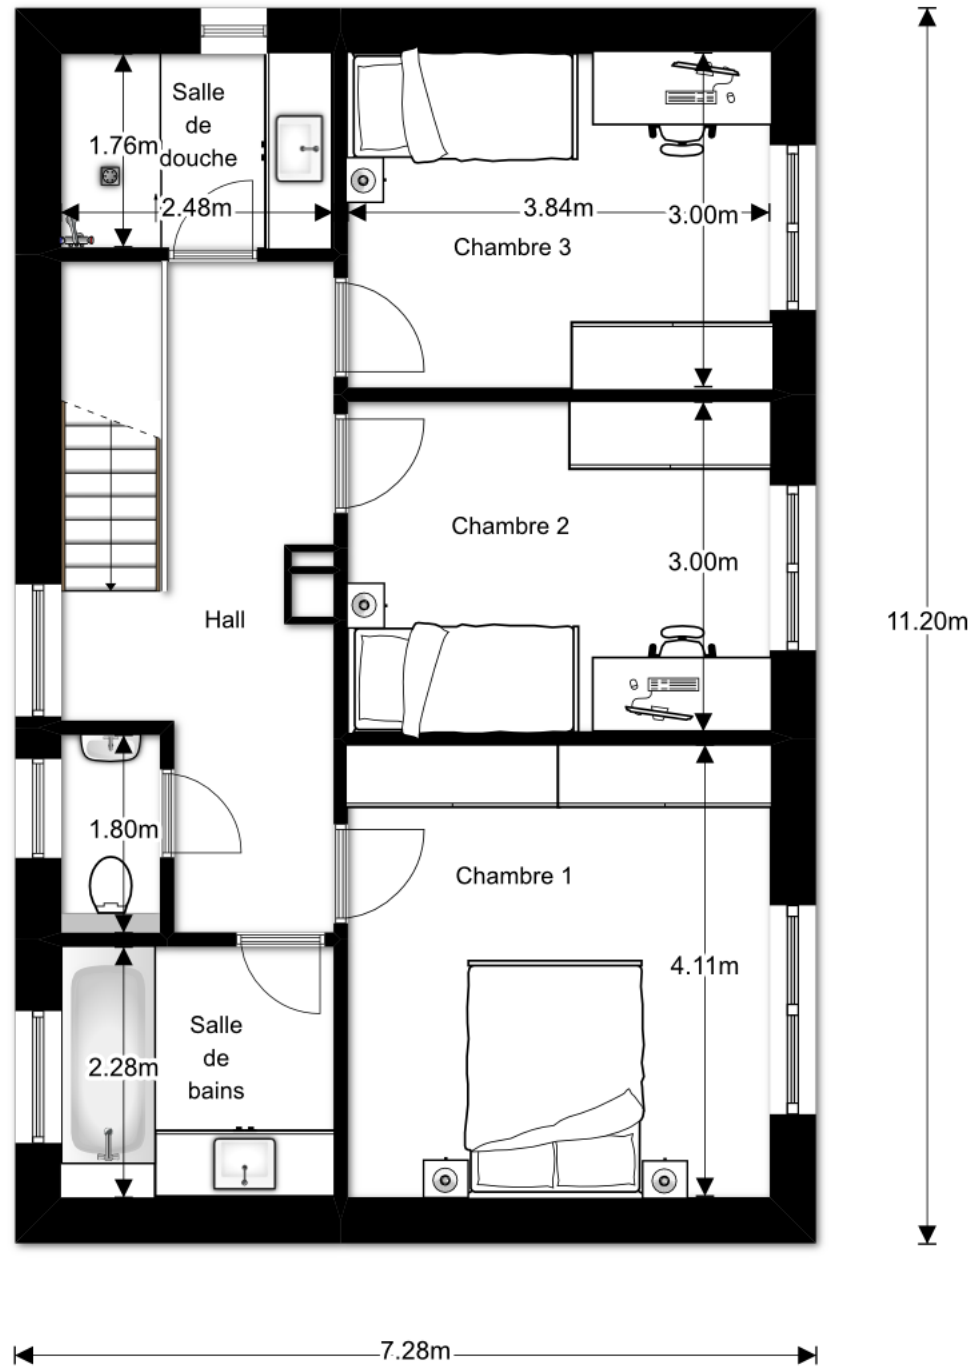 Salle
de
douche
1.76m
2.48m
3.84m
3.00m
Chambre 3
Chambre 2
3.00m
Hall
11.20m
1.80m
Chambre 1
4.11m
Salle
de
bains
2.28m
7.28m